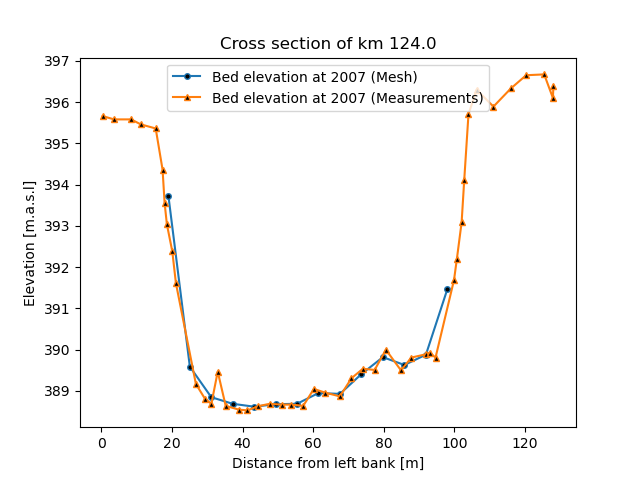 Cross section of km 124.0
Bed elevation at 2007 (Mesh)
Bed elevation at 2007 (Measurements)
Elevation [m.a.s.l]
397
396
395
394
393
392
391
390
389
0 20 40 60 80 100 120
Distance from left bank [m]